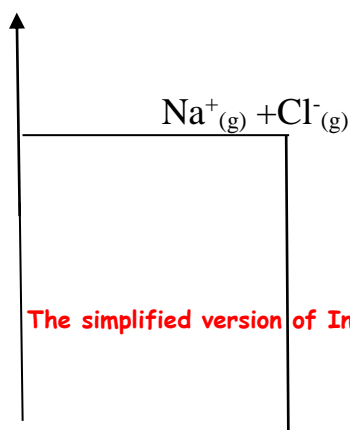 Na⁺₍g₎ +Cl⁻₍g₎
The simplified version of In